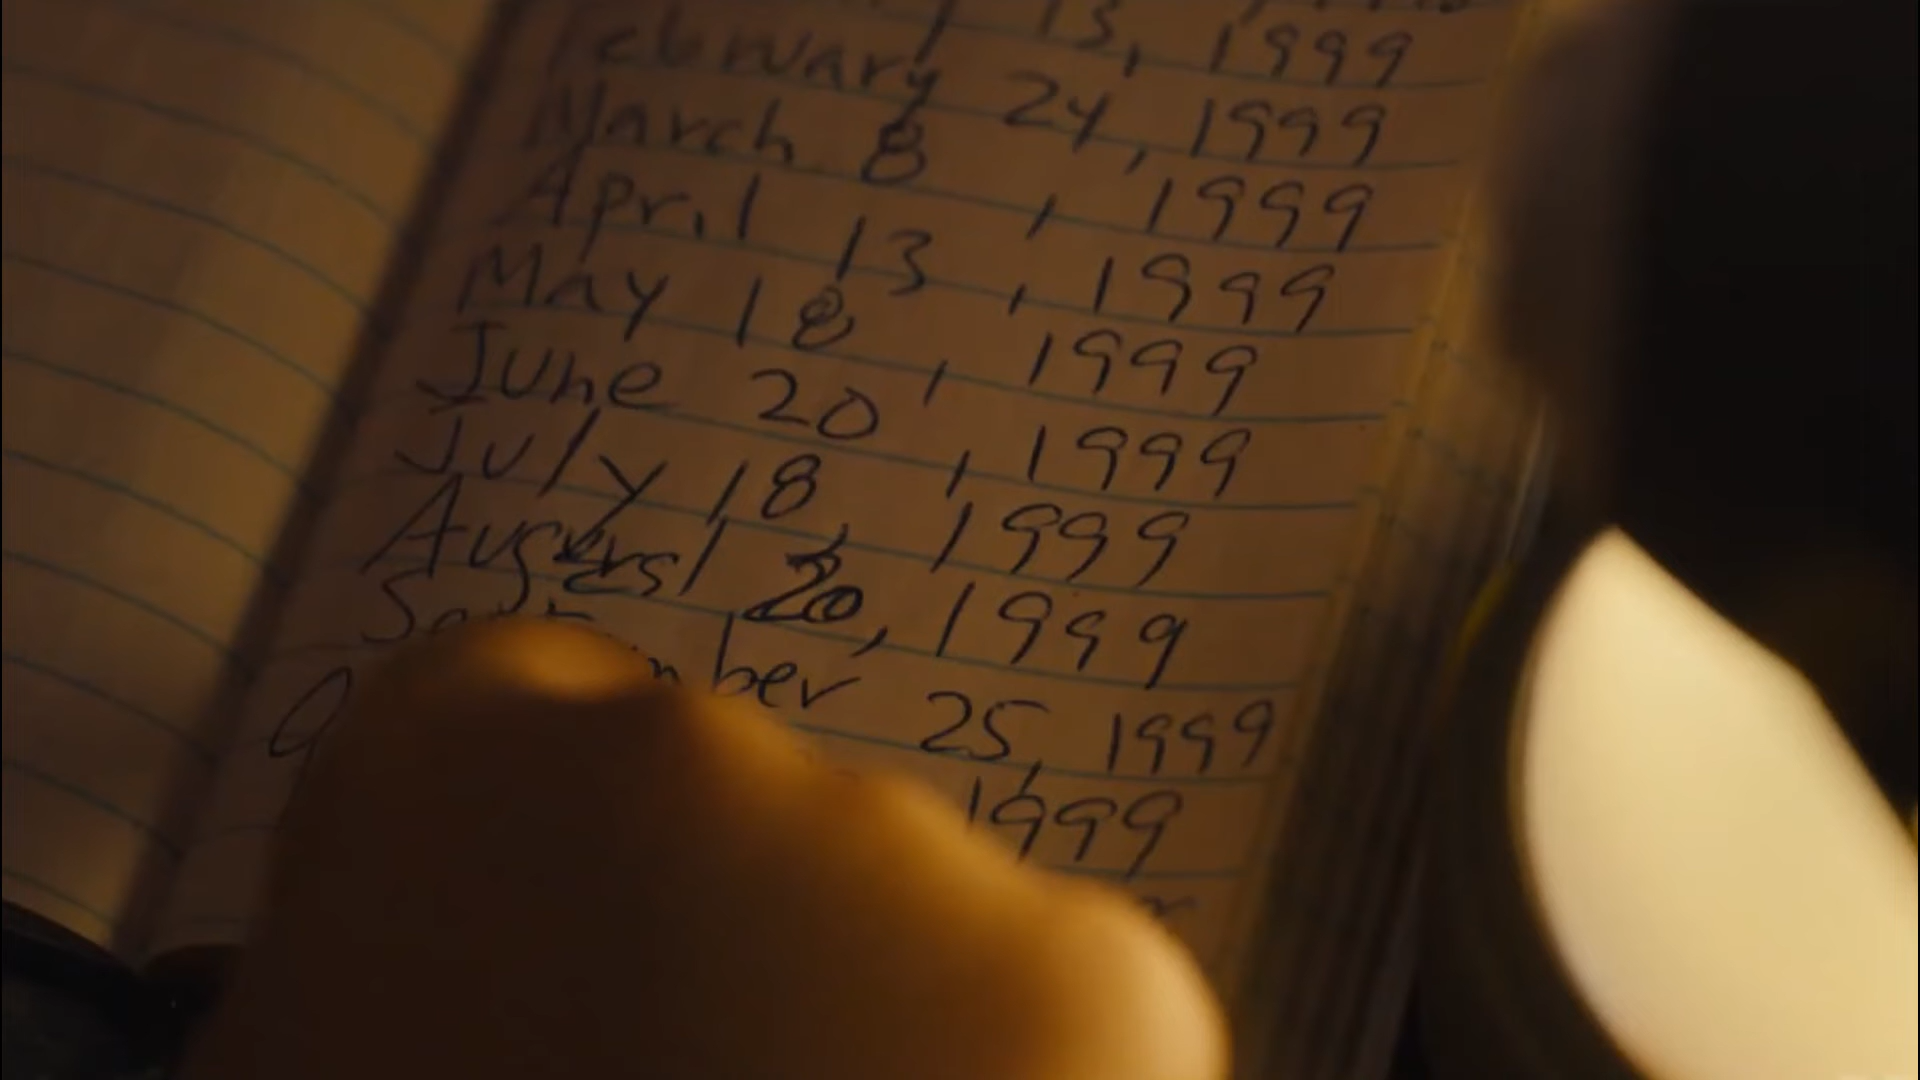 13, 1999
February 24, 1999
March 8, 1999
April 13, 1999
May 18, 1999
June 20, 1999
July 18, 1999
August 20, 1999
September 25, 1999
1999